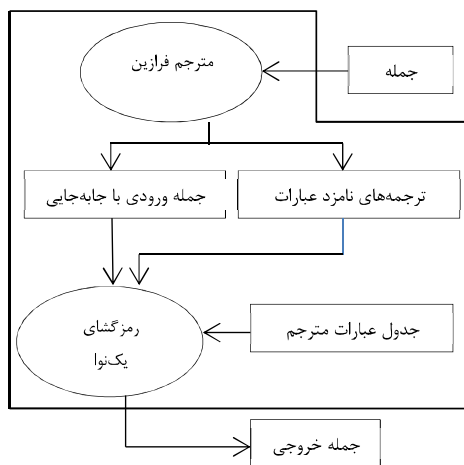 جمله
مترجم فرازین
ترجمه‌های نامزد عبارات
جمله ورودی با جابه‌جایی
جدول عبارات مترجم
رمزگشای
یک‌نوا
جمله خروجی